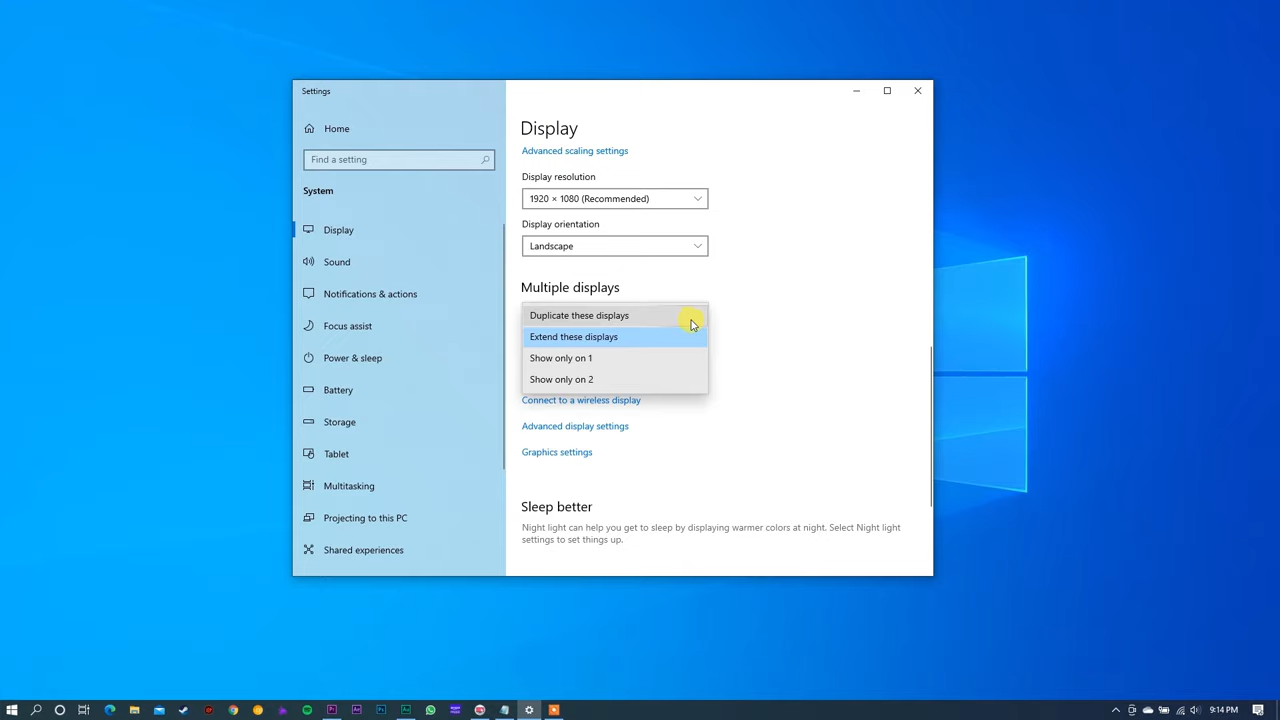 Settings
Home
Find a setting
System
Display
Sound
Notifications & actions
Focus assist
Power & sleep
Battery
Storage
Tablet
Multitasking
Projecting to this PC
Shared experiences
Display
Advanced scaling settings
Display resolution
1920 × 1080 (Recommended)
Display orientation
Landscape
Multiple displays
Duplicate these displays
Extend these displays
Show only on 1
Show only on 2
Connect to a wireless display
Advanced display settings
Graphics settings
Sleep better
Night light can help you get to sleep by displaying warmer colors at night. Select Night light
settings to set things up.
Pr
Ae
Ps
Au
9:14 PM